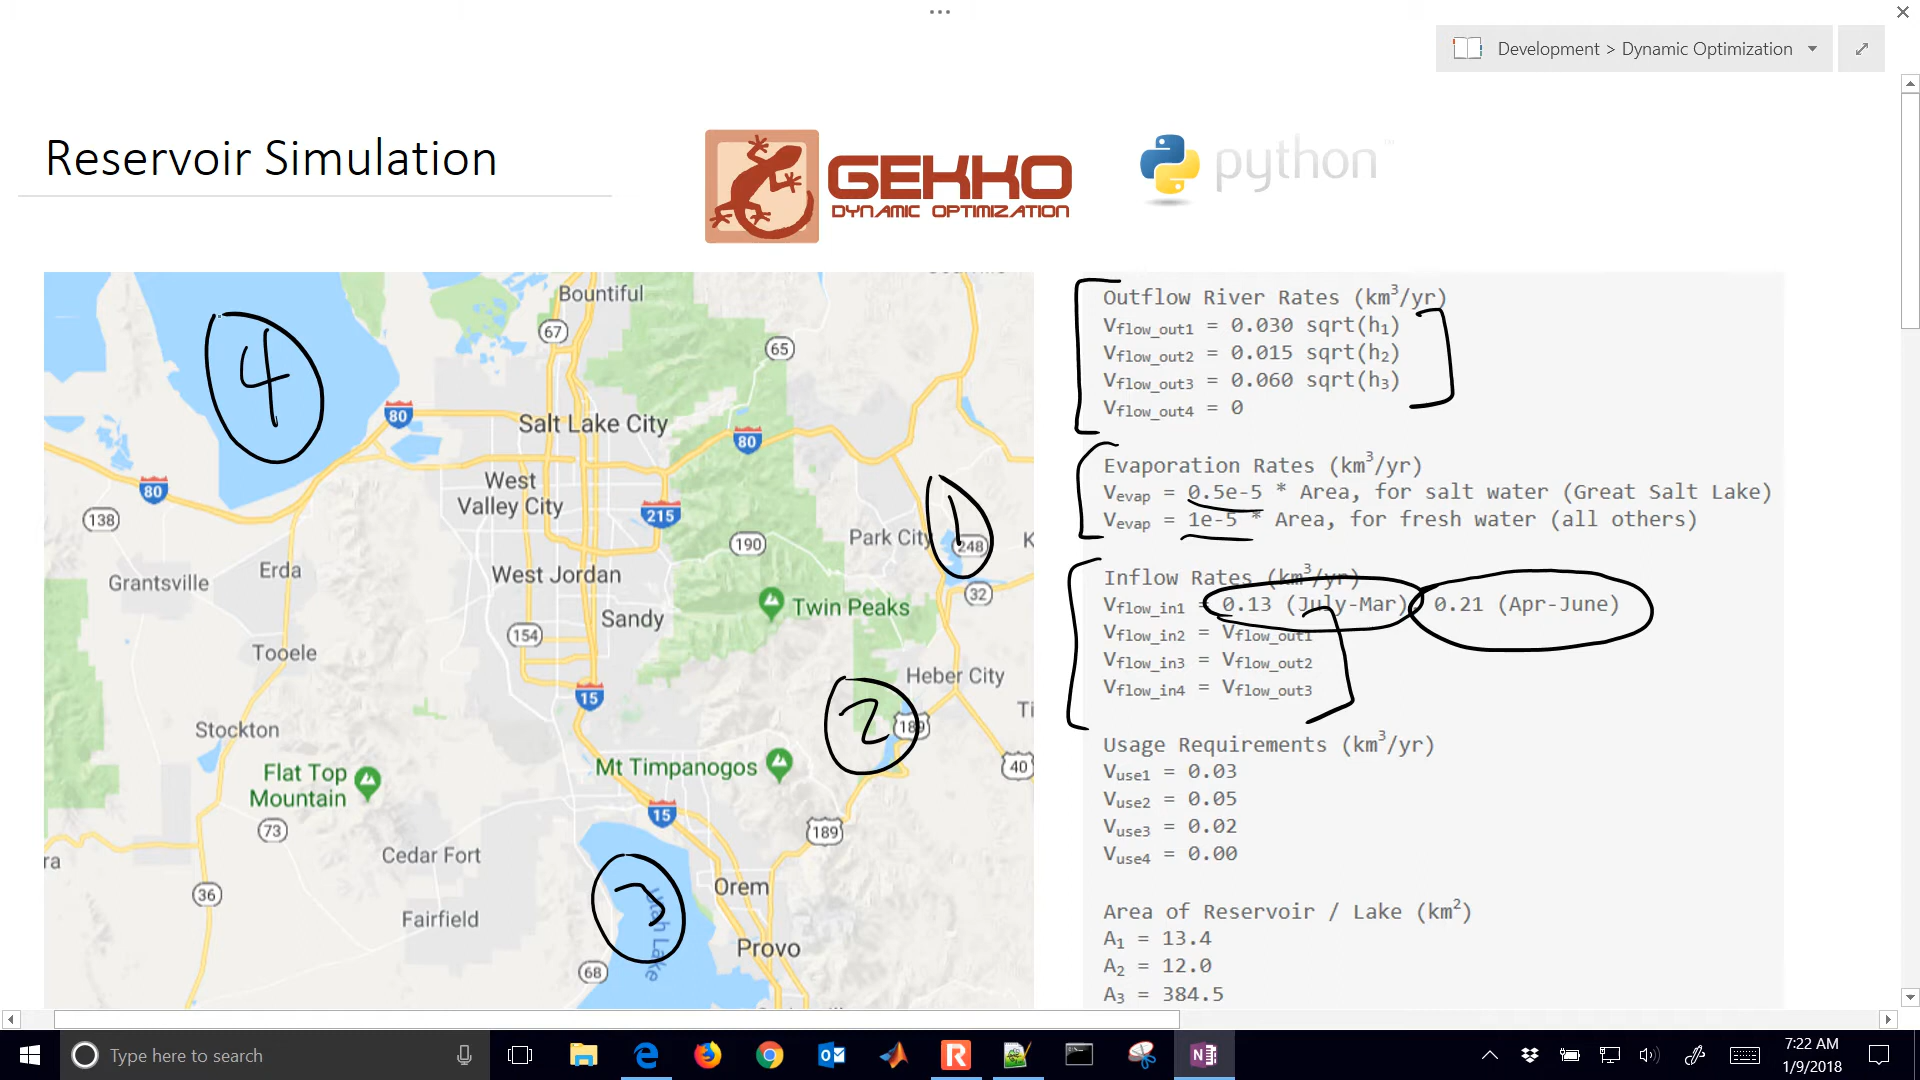 Development > Dynamic Optimization
Reservoir Simulation
GEKKO
DYNAMIC OPTIMIZATION
python™
Bountiful
67
65
4
80
Salt Lake City
80
West
Valley City
80
215
138
1
Park City
248
K
190
West Jordan
Grantsville
Erda
32
Twin Peaks
Sandy
154
Tooele
Heber City
15
2
189
Ti
Stockton
Mt Timpanogos
40
Flat Top
Mountain
15
73
189
ra
Cedar Fort
3
Utah Lake
Orem
36
Fairfield
Provo
68
Outflow River Rates (km³/yr)
Vflow_out1 = 0.030 sqrt(h₁)
Vflow_out2 = 0.015 sqrt(h₂)
Vflow_out3 = 0.060 sqrt(h₃)
Vflow_out4 = 0
Evaporation Rates (km³/yr)
Vevap = 0.5e-5 * Area, for salt water (Great Salt Lake)
Vevap = 1e-5 * Area, for fresh water (all others)
Inflow Rates (km³/yr)
Vflow_in1 = 0.13 (July-Mar) 0.21 (Apr-June)
Vflow_in2 = Vflow_out1
Vflow_in3 = Vflow_out2
Vflow_in4 = Vflow_out3
Usage Requirements (km³/yr)
Vuse1 = 0.03
Vuse2 = 0.05
Vuse3 = 0.02
Vuse4 = 0.00
Area of Reservoir / Lake (km²)
A₁ = 13.4
A₂ = 12.0
A₃ = 384.5
Type here to search
7:22 AM
1/9/2018